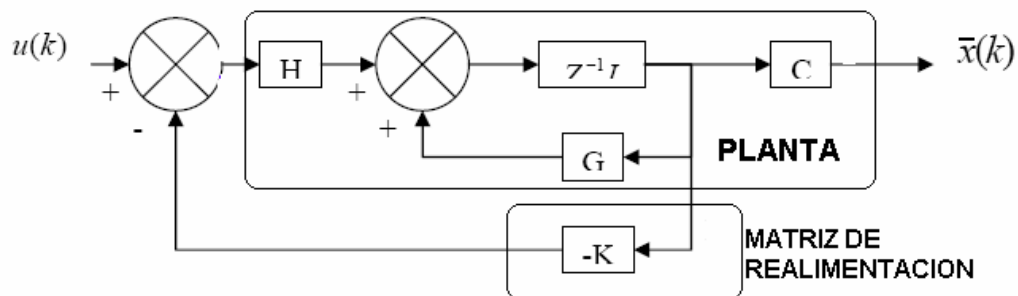 u(k)
+
-
H
+
+
Z⁻¹I
G
C
x̄(k)
PLANTA
-K
MATRIZ DE
REALIMENTACION